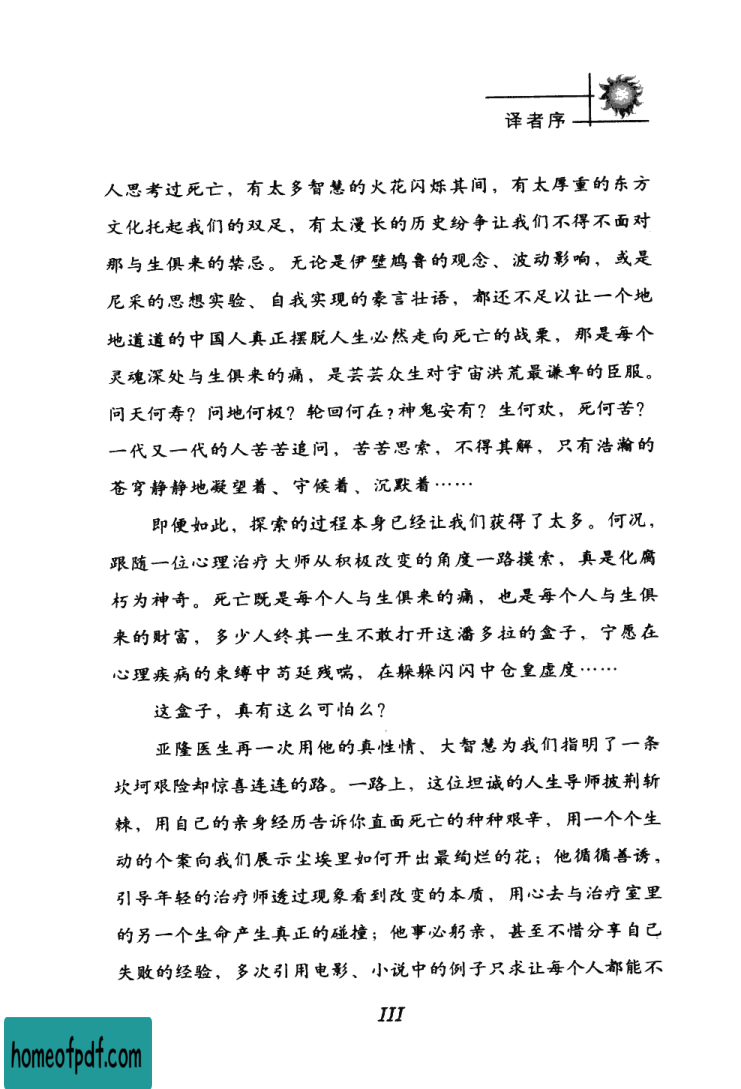 译者序
人思考过死亡，有太多智慧的火花闪烁其间，有太厚重的东方
文化托起我们的双足，有太漫长的历史纷争让我们不得不面对
那与生俱来的禁忌。无论是伊壁鸠鲁的观念、波动影响，或是
尼采的思想实验、自我实现的豪言壮语，都还不足以让一个地
地道道的中国人真正摆脱人生必然走向死亡的战栗，那是每个
灵魂深处与生俱来的痛，是芸芸众生对宇宙洪荒最谦卑的臣服。
问天何寿？问地何极？轮回何在？神鬼安有？生何欢，死何苦？
一代又一代的人苦苦追问，苦苦思索，不得其解，只有浩瀚的
苍穹静静地凝望着、守候着、沉默着……
即便如此，探索的过程本身已经让我们获得了太多。何况，
跟随一位心理治疗大师从积极改变的角度一路摸索，真是化腐
朽为神奇。死亡既是每个人与生俱来的痛，也是每个人与生俱
来的财富，多少人终其一生不敢打开这潘多拉的盒子，宁愿在
心理疾病的束缚中苟延残喘，在躲躲闪闪中仓皇虚度……
这盒子，真有这么可怕么？
亚隆医生再一次用他的真性情、大智慧为我们指明了一条
坎坷艰险却惊喜连连的路。一路上，这位坦诚的人生导师披荆斩
棘，用自己的亲身经历告诉你直面死亡的种种艰辛，用一个个生
动的个案向我们展示尘埃里如何开出最绚烂的花；他循循善诱，
引导年轻的治疗师透过现象看到改变的本质，用心去与治疗室里
的另一个生命产生真正的碰撞；他事必躬亲，甚至不惜分享自己
失败的经验，多次引用电影、小说中的例子只求让每个人都能不
III
homeofpdf.com